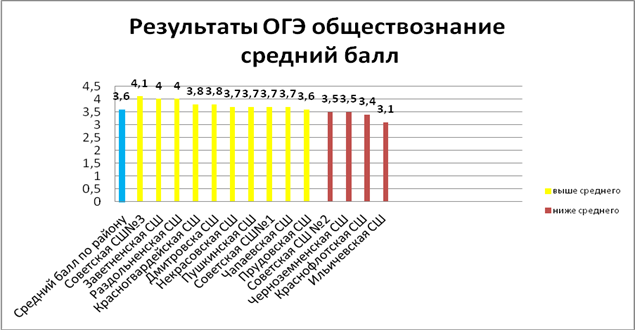 Результаты ОГЭ обществознание
средний балл
4,5
4
3,5
3
2,5
2
1,5
1
0,5
0
3,6
4,1
4
4
3,8
3,8
3,7
3,7
3,7
3,7
3,6
3,5
3,5
3,4
3,1
Средний балл по району
Советская СШ№3
Заветненская СШ
Раздольненская СШ
Красногвардейская СШ
Дмитровка СШ
Некрасовская СШ
Пушкинская СШ
Советская СШ№1
Чапаевская СШ
Прудовская СШ
Советская СШ №2
Черноземненская СШ
Краснофлотская СШ
Ильичевская СШ
выше среднего
ниже среднего